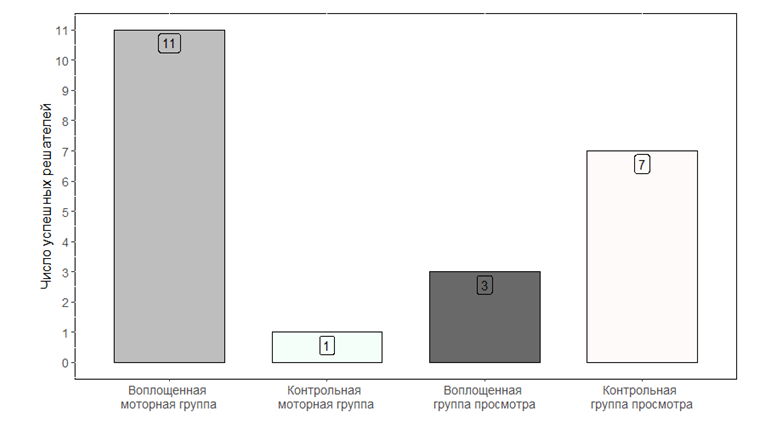 Число успешных решателей
11
10
9
8
7
6
5
4
3
2
1
0
11
1
3
7
Воплощенная
моторная группа
Контрольная
моторная группа
Воплощенная
группа просмотра
Контрольная
группа просмотра